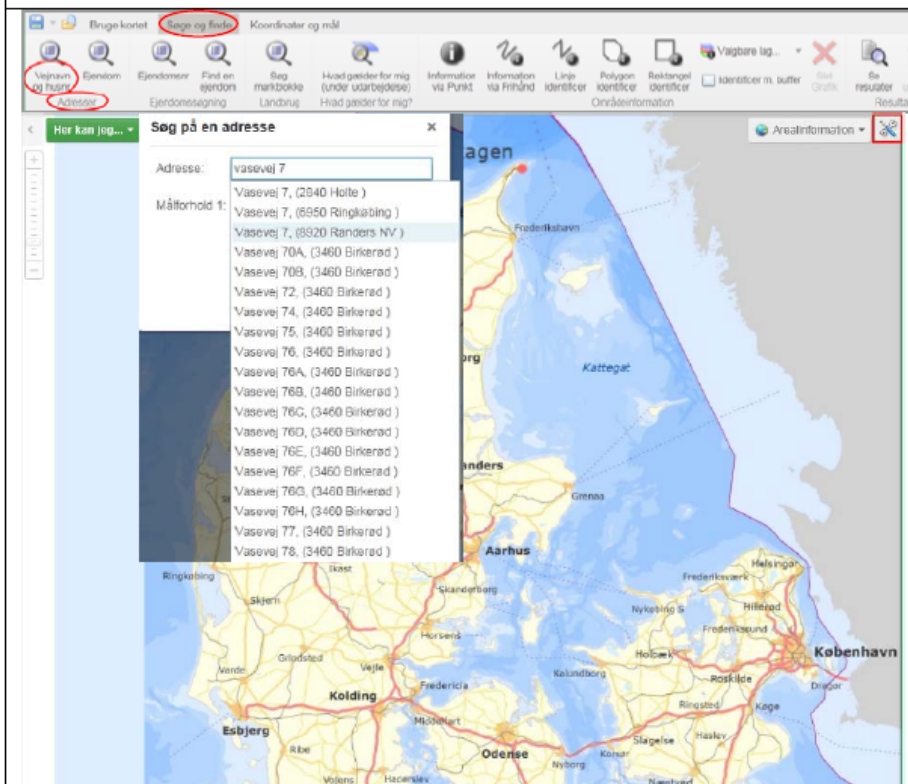 Bruge kortet Søge og finde Koordinater og mål
Vejnavn og husnr.
Ejendom
Ejendomsnr
Find en ejendom
Søg markblokke
Hvad gælder for mig (under udarbejdelse)
Information via Punkt
Information via Frihånd
Linje identificer
Polygon identificer
Rektangel identificer
Vælgbare lag...
Identificer m. buffer
Slet Grafik
Se resultater
Adresser
Ejendomssøgning
Landbrug
Hvad gælder for mig?
Områdeinformation
Resulta
Her kan jeg...
Søg på en adresse
Arealinformation
Adresse: vasevej 7
Målforhold 1:
Vasevej 7, (2840 Holte )
Vasevej 7, (6950 Ringkøbing )
Vasevej 7, (8920 Randers NV )
Vasevej 70A, (3460 Birkerød )
Vasevej 70B, (3460 Birkerød )
Vasevej 72, (3460 Birkerød )
Vasevej 74, (3460 Birkerød )
Vasevej 75, (3460 Birkerød )
Vasevej 76, (3460 Birkerød )
Vasevej 76A, (3460 Birkerød )
Vasevej 76B, (3460 Birkerød )
Vasevej 76C, (3460 Birkerød )
Vasevej 76D, (3460 Birkerød )
Vasevej 76E, (3460 Birkerød )
Vasevej 76F, (3460 Birkerød )
Vasevej 76G, (3460 Birkerød )
Vasevej 76H, (3460 Birkerød )
Vasevej 77, (3460 Birkerød )
Vasevej 78, (3460 Birkerød )
agen
Frederikshavn
org
Kattegat
anders
Grenaa
Aarhus
Ringkøbing
Ikast
Skanderborg
Helsingør
Frederiksværk
Skjern
Nykøbing S
Hillerød
Frederikssund
Horsens
Holbæk
København
Varde
Grindsted
Vejle
Kalundborg
Roskilde
Dragør
Fredericia
Kolding
Ringsted
Køge
Middelfart
Esbjerg
Slagelse
Haslev
Ribe
Odense
Korsør
Nyborg
Vojens
Haderslev
Næstved